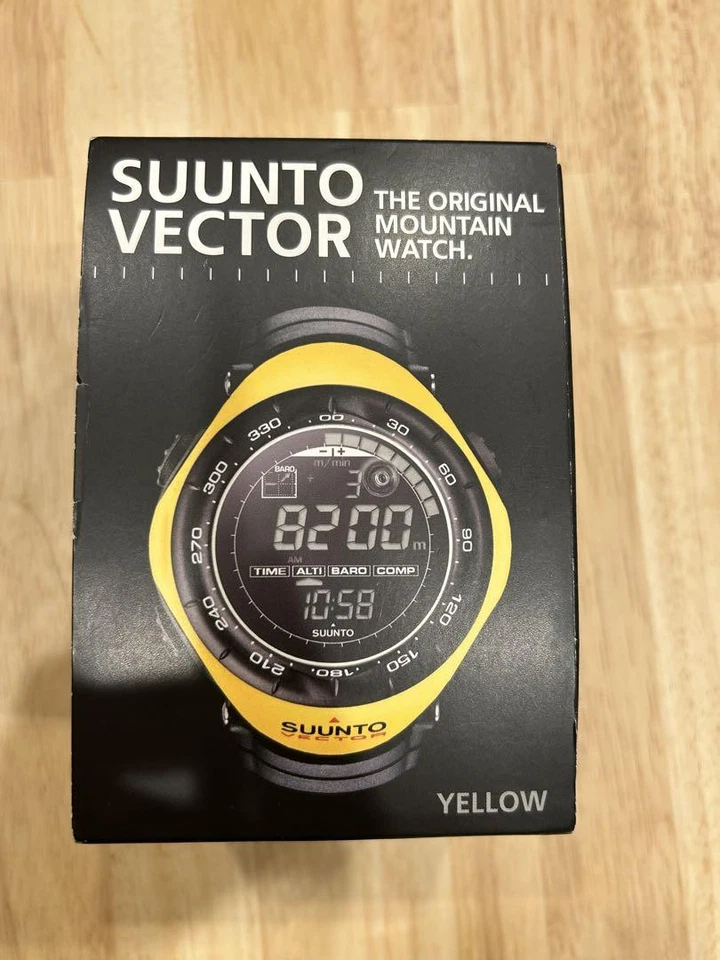 SUUNTO
VECTOR
THE ORIGINAL
MOUNTAIN
WATCH.
00
30
60
90
120
150
180
210
240
270
300
330
- | +
m/min
BARO
3
8200 m
AM
TIME ALTI BARO COMP
10:58
SUUNTO
SUUNTO
VECTOR
YELLOW